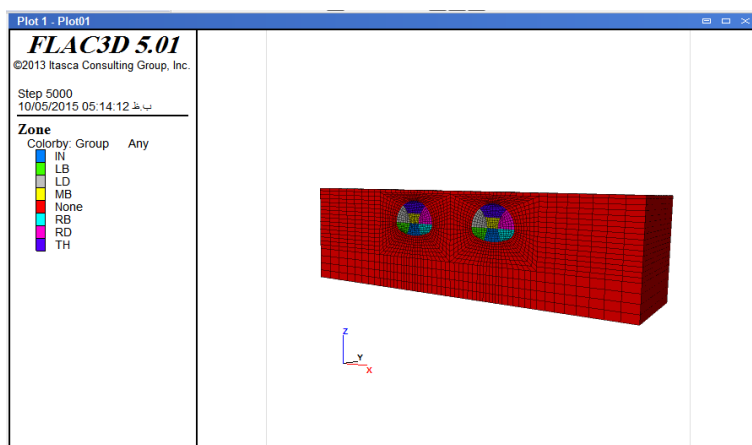 Plot 1 - Plot01
FLAC3D 5.01
©2013 Itasca Consulting Group, Inc.
Step 5000
10/05/2015 05:14:12 ب.ظ
Zone
Colorby: Group Any
IN
LB
LD
MB
None
RB
RD
TH
Z
Y
X